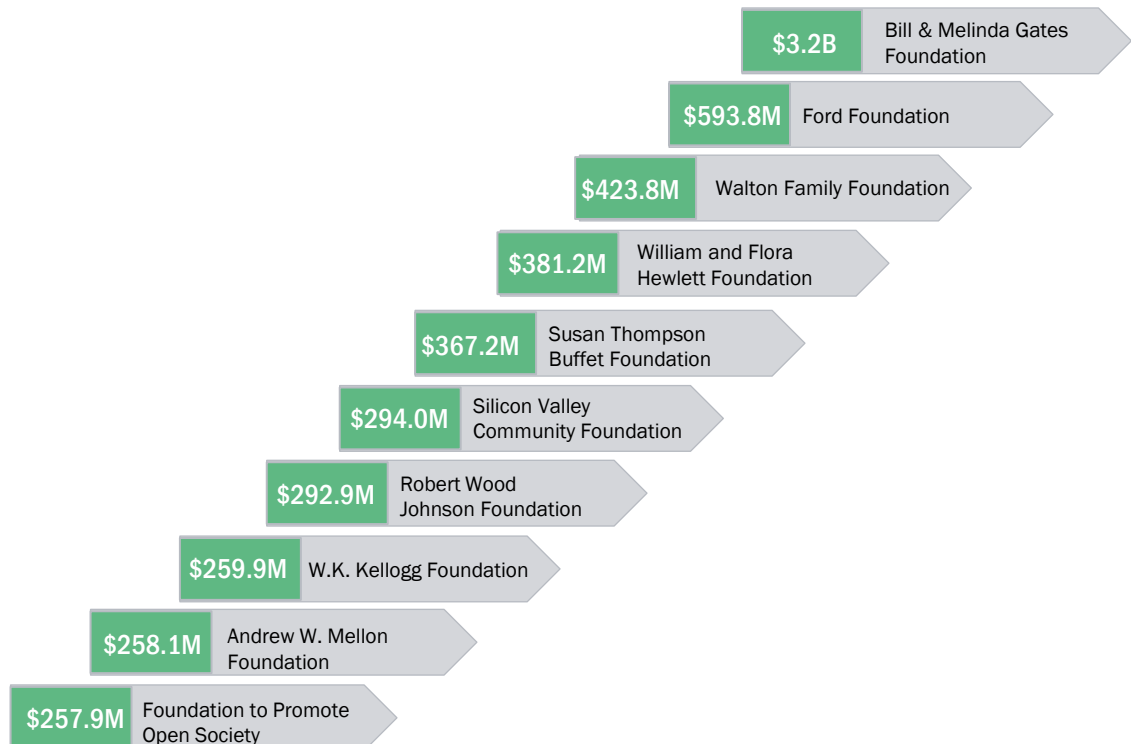 $3.2B
Bill & Melinda Gates
Foundation
$593.8M
Ford Foundation
$423.8M
Walton Family Foundation
$381.2M
William and Flora
Hewlett Foundation
$367.2M
Susan Thompson
Buffet Foundation
$294.0M
Silicon Valley
Community Foundation
$292.9M
Robert Wood
Johnson Foundation
$259.9M
W.K. Kellogg Foundation
$258.1M
Andrew W. Mellon
Foundation
$257.9M
Foundation to Promote
Open Society